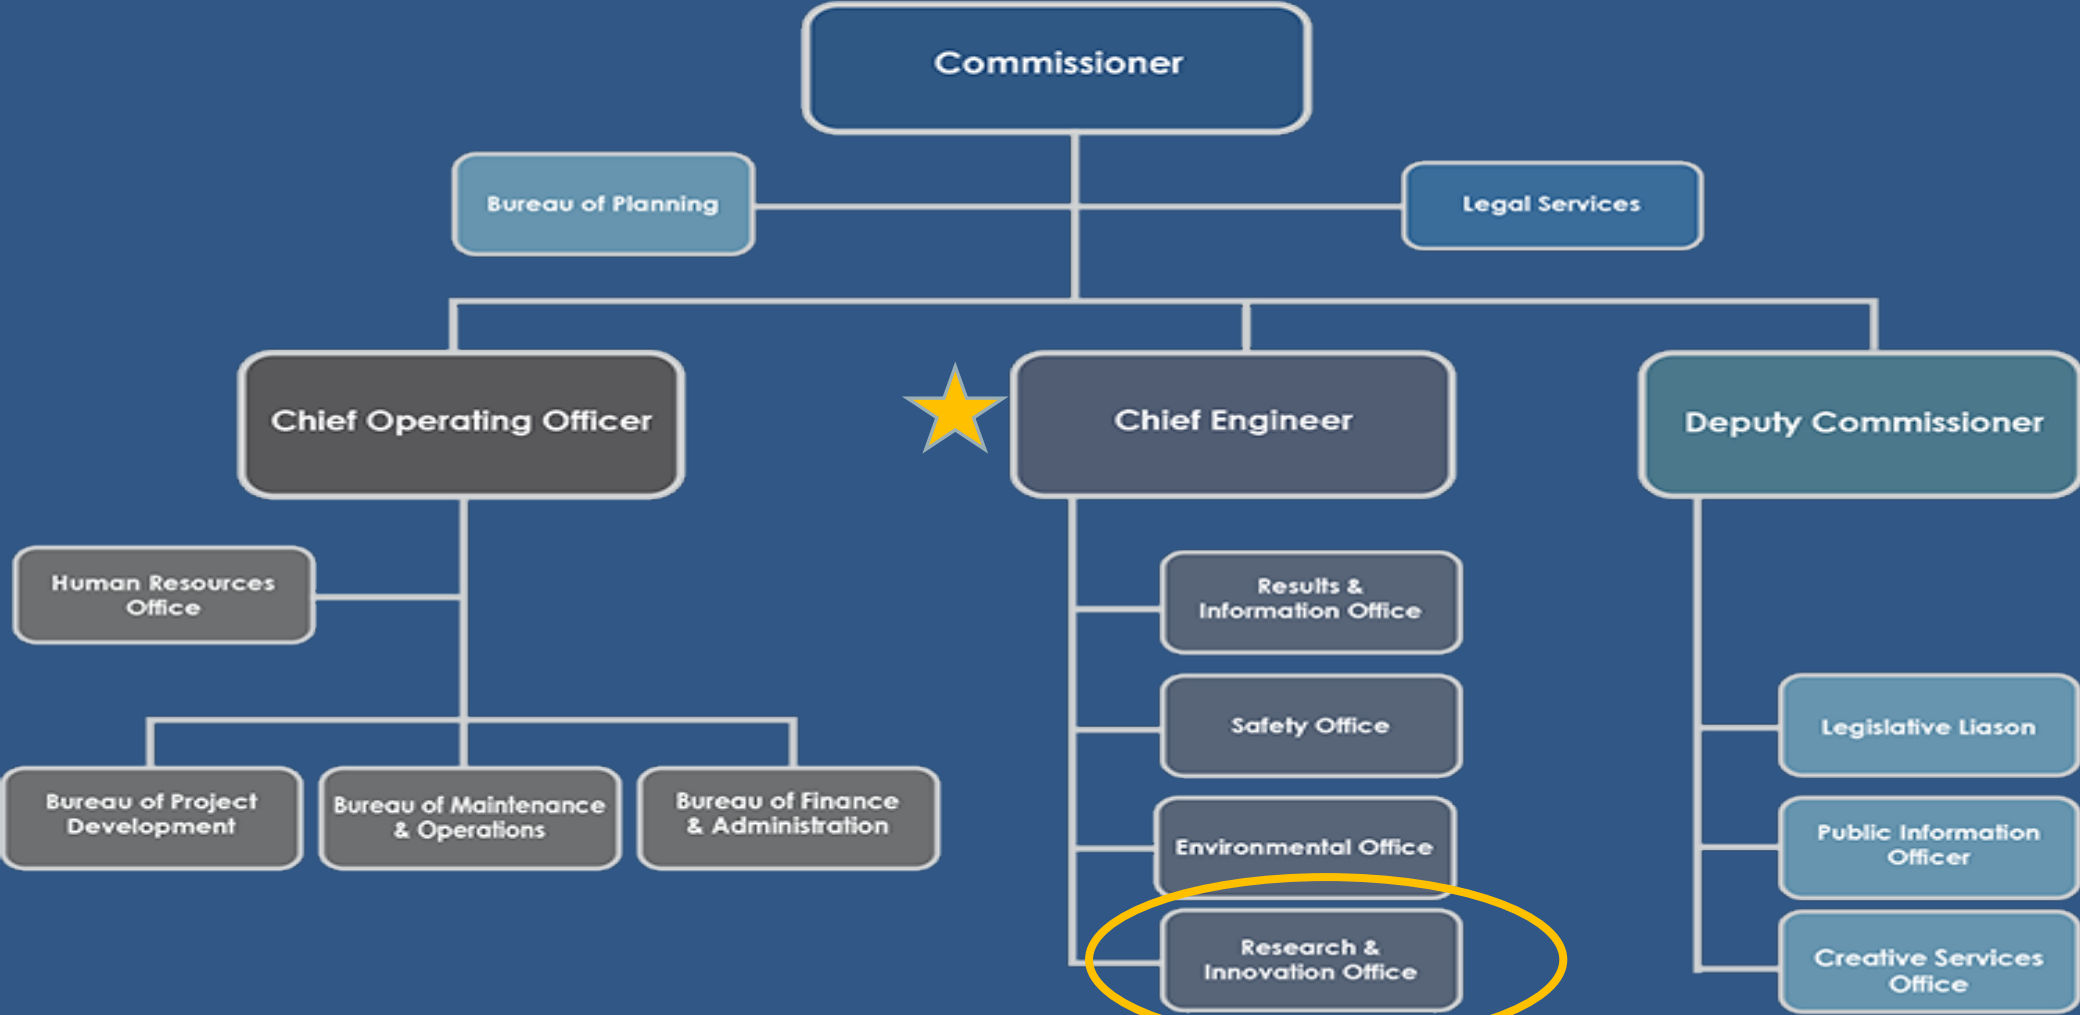 Commissioner
Bureau of Planning
Legal Services
Chief Operating Officer
Chief Engineer
Deputy Commissioner
Human Resources
Office
Results &
Information Office
Safety Office
Legislative Liason
Bureau of Project
Development
Bureau of Maintenance
& Operations
Bureau of Finance
& Administration
Environmental Office
Public Information
Officer
Research &
Innovation Office
Creative Services
Office